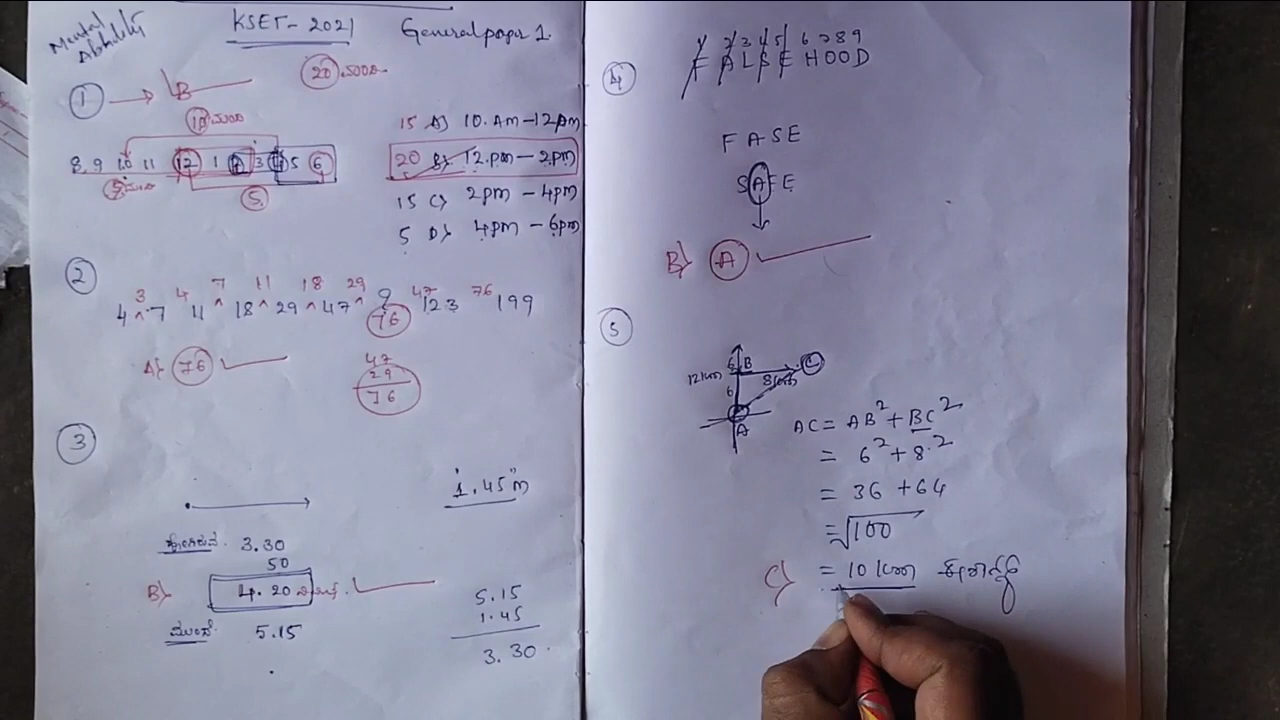 Mental Ability
KSET- 2021
General paper 1.
① → B
20 ಮಂದಿ
10 ಮಂದಿ
8 9 10 11 12 1 2 3 4 5 6
5 ಮಂದಿ
5
15 A} 10. Am-12pm
20 B} 12.pm-2pm
15 C} 2pm - 4pm
5 D} 4pm - 6pm
②
3 4 7 11 18 29 47 76
4 7 11 18 29 47 ? 123 199
76
A} 76
47
29
76
③
1.45 m
3.30
50
B} 4.20
ಮುಂದೆ 5.15
5.15
1.45
3.30
④
1 2 3 4 5 6 7 8 9
F A L S E H O O D
F A S E
S A F E
B} A
⑤
6 B
12km
8km
C
6
A
AC = AB² + BC²
= 6² + 8²
= 36 + 64
= √100
C} = 10 km